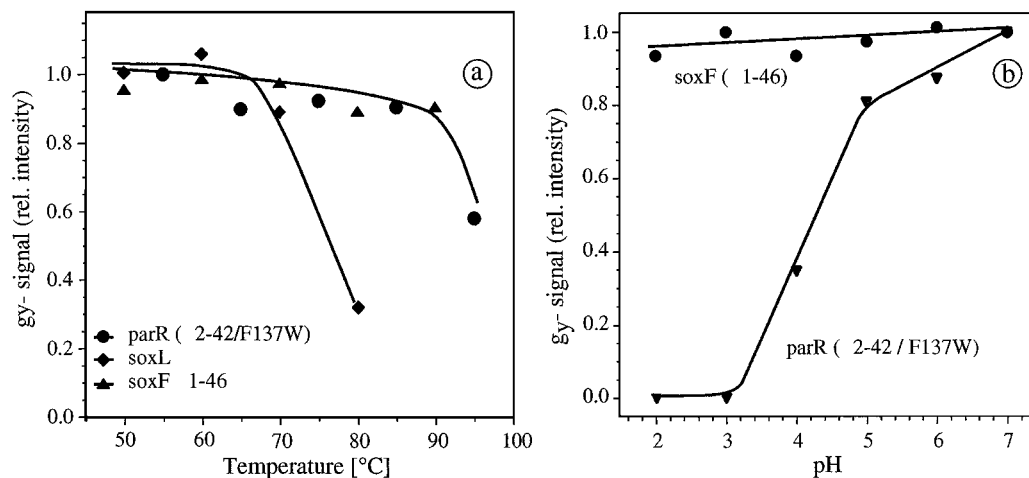 gy- signal (rel. intensity)
1.0
0.8
0.6
0.4
0.2
0.0
a
parR ( 2-42/F137W)
soxL
soxF 1-46
50 60 70 80 90 100
Temperature [°C]
gy- signal (rel. intensity)
1.0
0.8
0.6
0.4
0.2
0.0
b
soxF ( 1-46)
parR ( 2-42 / F137W)
2 3 4 5 6 7
pH